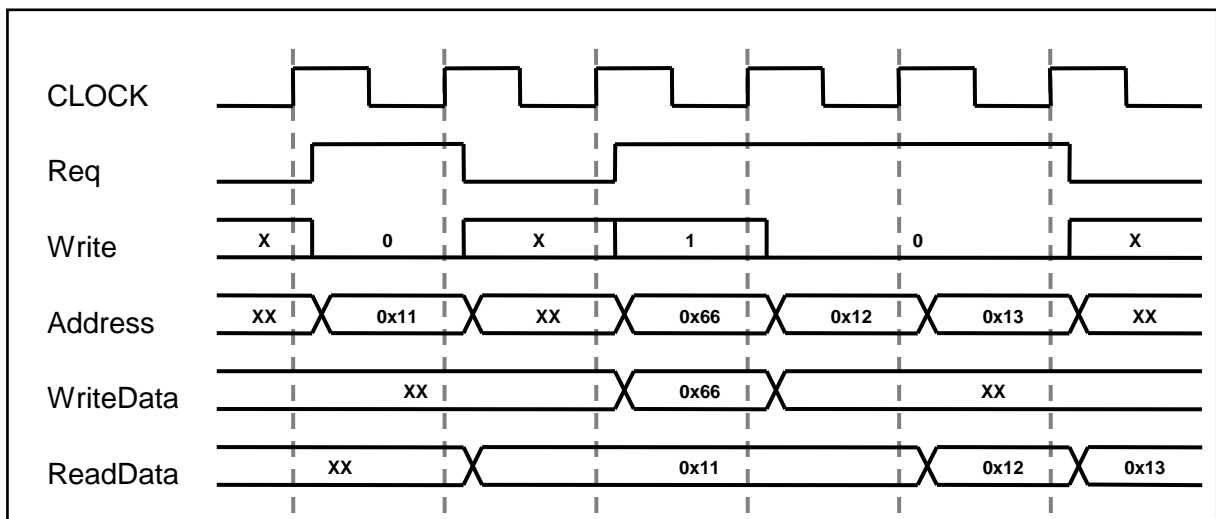 CLOCK
Req
Write X 0 X 1 0 X
Address XX 0x11 XX 0x66 0x12 0x13 XX
WriteData XX 0x66 XX
ReadData XX 0x11 0x12 0x13